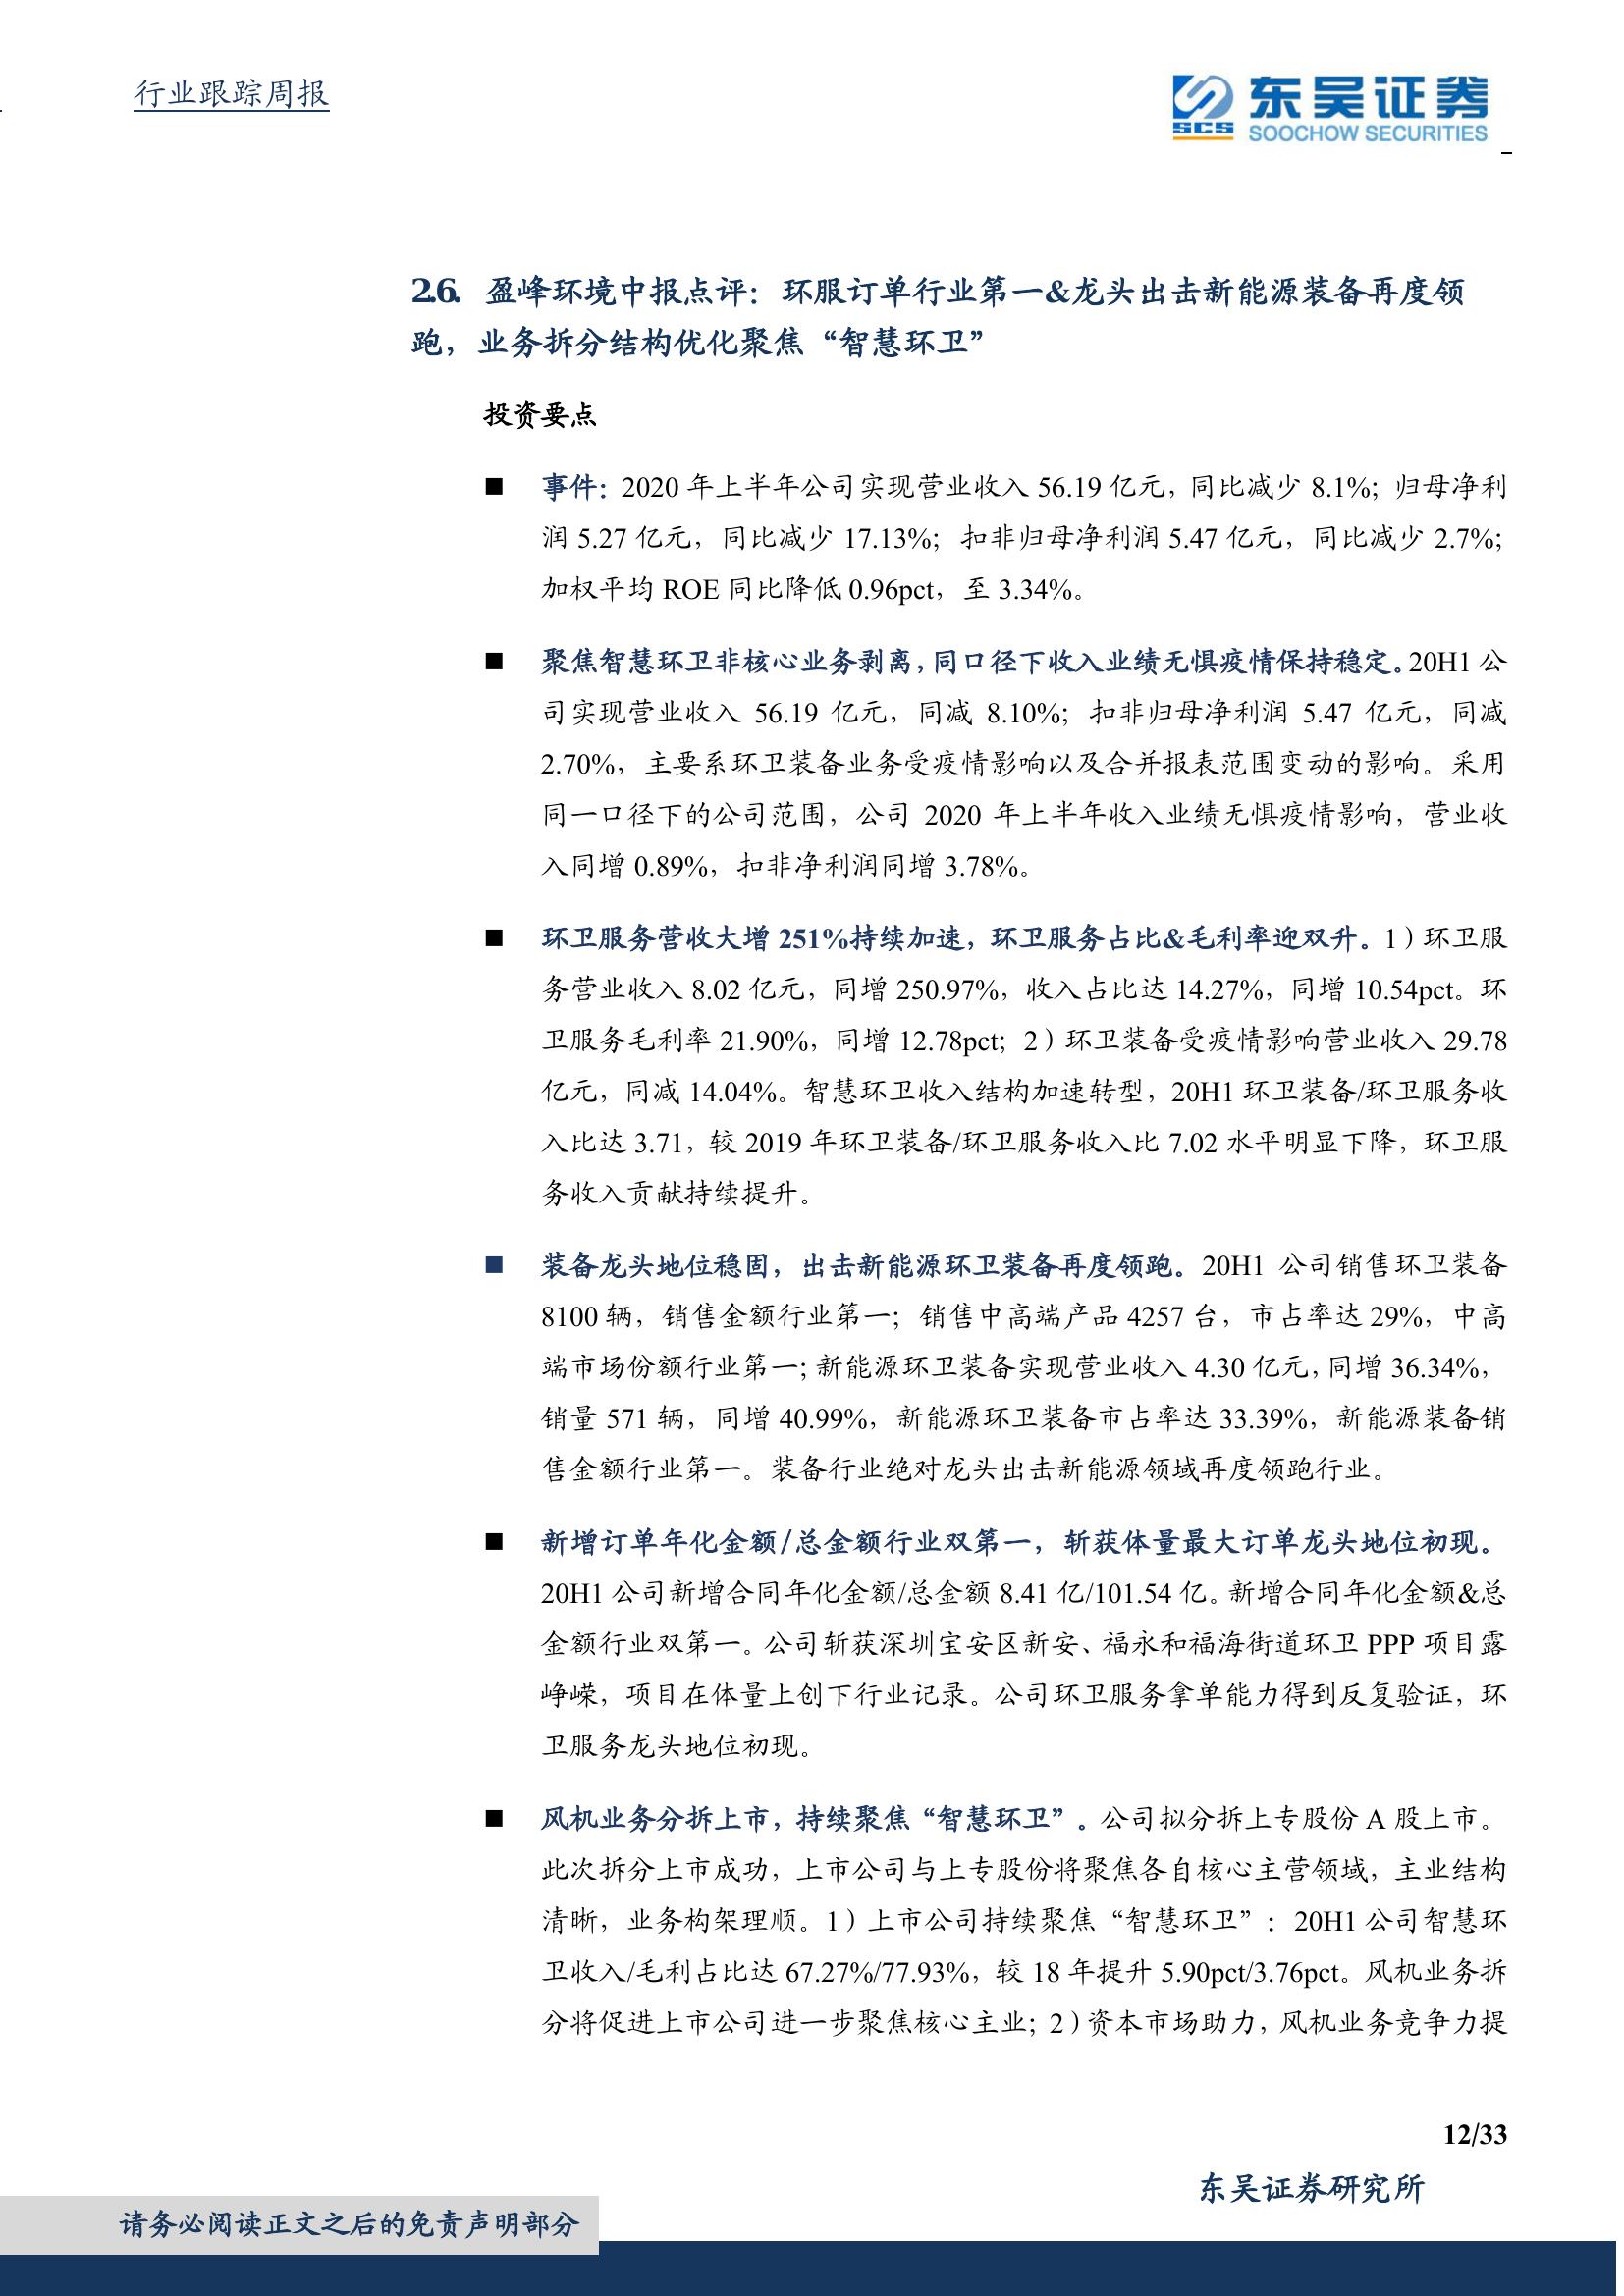 行业跟踪周报
SCS 东吴证券
SOOCHOW SECURITIES
2.6. 盈峰环境中报点评：环服订单行业第一&龙头出击新能源装备再度领
跑，业务拆分结构优化聚焦“智慧环卫”
投资要点
■ 事件：2020 年上半年公司实现营业收入 56.19 亿元，同比减少 8.1%；归母净利
润 5.27 亿元，同比减少 17.13%；扣非归母净利润 5.47 亿元，同比减少 2.7%；
加权平均 ROE 同比降低 0.96pct，至 3.34%。
■ 聚焦智慧环卫非核心业务剥离，同口径下收入业绩无惧疫情保持稳定。20H1 公
司实现营业收入 56.19 亿元，同减 8.10%；扣非归母净利润 5.47 亿元，同减
2.70%，主要系环卫装备业务受疫情影响以及合并报表范围变动的影响。采用
同一口径下的公司范围，公司 2020 年上半年收入业绩无惧疫情影响，营业收
入同增 0.89%，扣非净利润同增 3.78%。
■ 环卫服务营收大增 251%持续加速，环卫服务占比&毛利率迎双升。1）环卫服
务营业收入 8.02 亿元，同增 250.97%，收入占比达 14.27%，同增 10.54pct。环
卫服务毛利率 21.90%，同增 12.78pct；2）环卫装备受疫情影响营业收入 29.78
亿元，同减 14.04%。智慧环卫收入结构加速转型，20H1 环卫装备/环卫服务收
入比达 3.71，较 2019 年环卫装备/环卫服务收入比 7.02 水平明显下降，环卫服
务收入贡献持续提升。
■ 装备龙头地位稳固，出击新能源环卫装备再度领跑。20H1 公司销售环卫装备
8100 辆，销售金额行业第一；销售中高端产品 4257 台，市占率达 29%，中高
端市场份额行业第一；新能源环卫装备实现营业收入 4.30 亿元，同增 36.34%，
销量 571 辆，同增 40.99%，新能源环卫装备市占率达 33.39%，新能源装备销
售金额行业第一。装备行业绝对龙头出击新能源领域再度领跑行业。
■ 新增订单年化金额/总金额行业双第一，斩获体量最大订单龙头地位初现。
20H1 公司新增合同年化金额/总金额 8.41 亿/101.54 亿。新增合同年化金额&总
金额行业双第一。公司斩获深圳宝安区新安、福永和福海街道环卫 PPP 项目露
峥嵘，项目在体量上创下行业记录。公司环卫服务拿单能力得到反复验证，环
卫服务龙头地位初现。
■ 风机业务分拆上市，持续聚焦“智慧环卫”。公司拟分拆上专股份 A 股上市。
此次拆分上市成功，上市公司与上专股份将聚焦各自核心主营领域，主业结构
清晰，业务构架理顺。1）上市公司持续聚焦“智慧环卫”：20H1 公司智慧环
卫收入/毛利占比达 67.27%/77.93%，较 18 年提升 5.90pct/3.76pct。风机业务拆
分将促进上市公司进一步聚焦核心主业；2）资本市场助力，风机业务竞争力提
12/33
东吴证券研究所
请务必阅读正文之后的免责声明部分